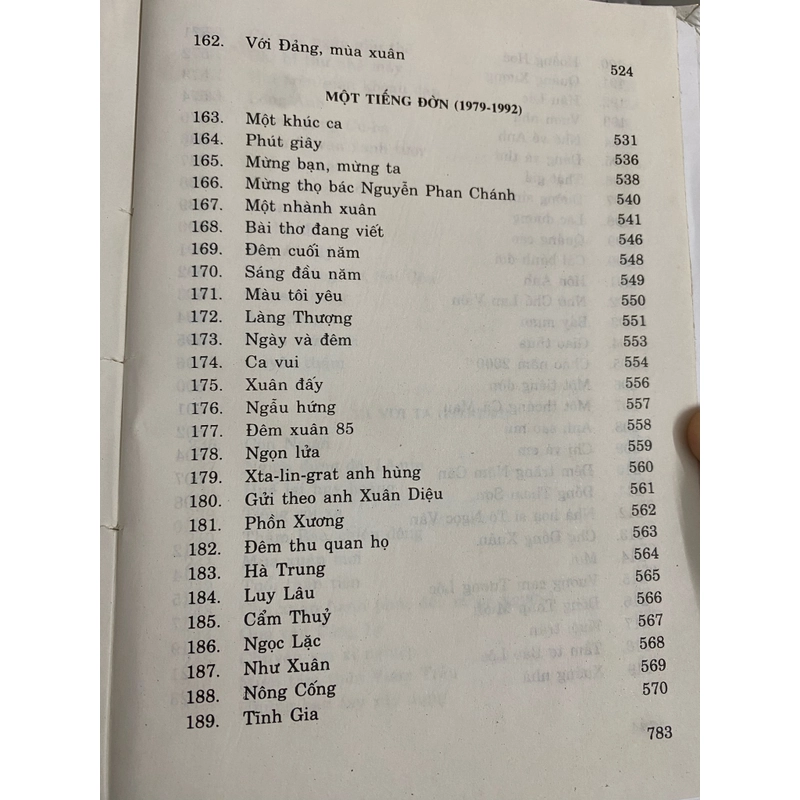 162. Với Đảng, mùa xuân 524
MỘT TIẾNG ĐỜN (1979-1992)
163. Một khúc ca 531
164. Phút giây 536
165. Mừng bạn, mừng ta 538
166. Mừng thọ bác Nguyễn Phan Chánh 540
167. Một nhành xuân 541
168. Bài thơ đang viết 546
169. Đêm cuối năm 548
170. Sáng đầu năm 549
171. Màu tôi yêu 550
172. Làng Thượng 551
173. Ngày và đêm 553
174. Ca vui 554
175. Xuân đấy 556
176. Ngẫu hứng 557
177. Đêm xuân 85 558
178. Ngọn lửa 559
179. Xta-lin-grat anh hùng 560
180. Gửi theo anh Xuân Diệu 561
181. Phồn Xương 562
182. Đêm thu quan họ 563
183. Hà Trung 564
184. Luy Lâu 565
185. Cẩm Thuỷ 566
186. Ngọc Lặc 567
187. Như Xuân 568
188. Nông Cống 569
189. Tĩnh Gia 570
783